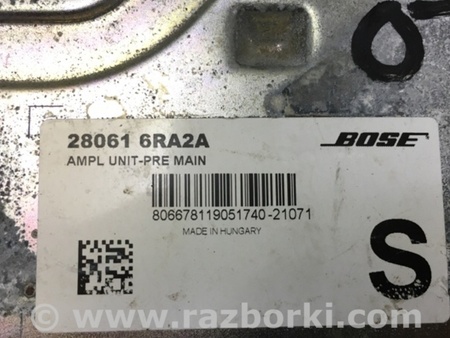 28061 6RA2A
BOSE
AMPL UNIT-PRE MAIN
806678119051740-21071
MADE IN HUNGARY
S
© www.razborki.com